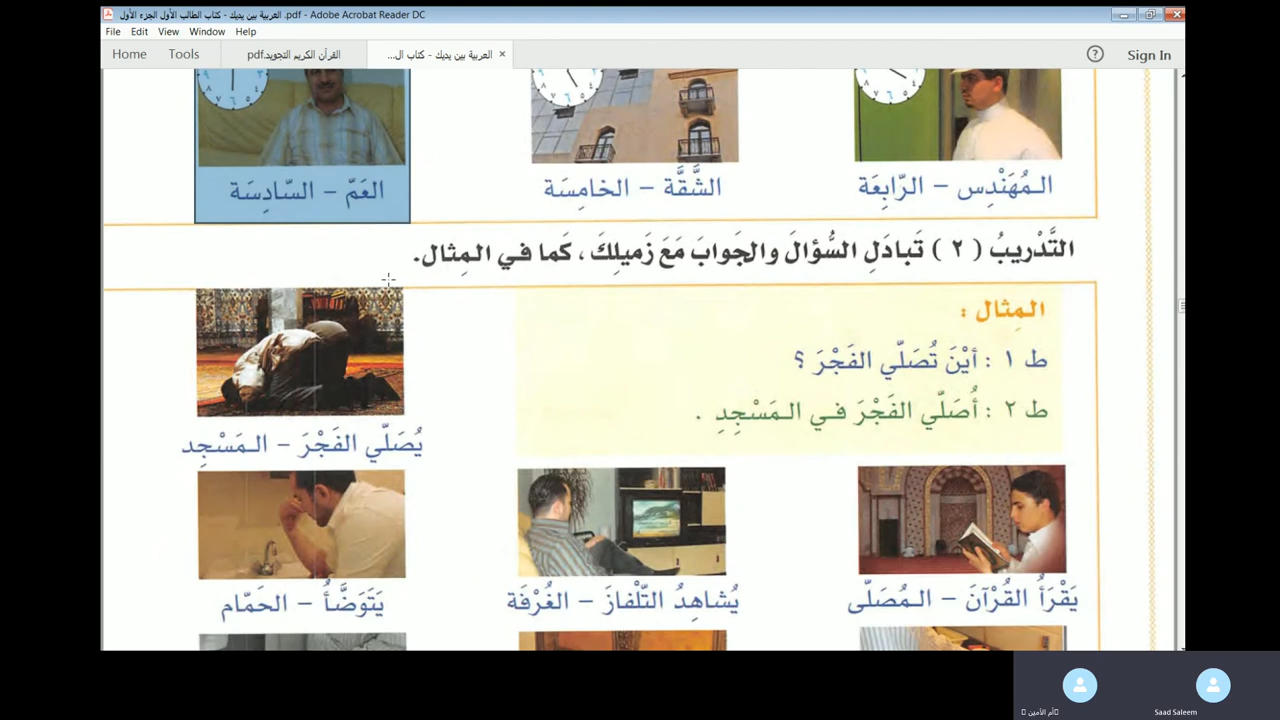 العربية بين يديك - كتاب الطالب الأول الجزء الأول .pdf - Adobe Acrobat Reader DC
File Edit View Window Help
Home Tools القرآن الكريم التجويد.pdf العربية بين يديك - كتاب ال... × ? Sign In
المُهَنْدِس – الرّابِعَة
الشَّقَّة – الخامِسَة
العَمّ – السّادِسَة
التَّدْريبُ ( ٢ ) تَبادَلِ السُّؤالَ والجَوابَ مَعَ زَميلِكَ ، كَما في المِثال.
المِثال :
ط ١ : أيْنَ تُصَلّي الفَجْرَ ؟
ط ٢ : أُصَلّي الفَجْرَ في المَسْجِدِ .
يُصَلّي الفَجْرَ – المَسْجِد
يَقْرَأُ القُرْآنَ – المُصَلّى
يُشاهِدُ التِّلْفازَ – الغُرْفَة
يَتَوَضَّأُ – الحَمّام
أم الأمين
Saad Saleem